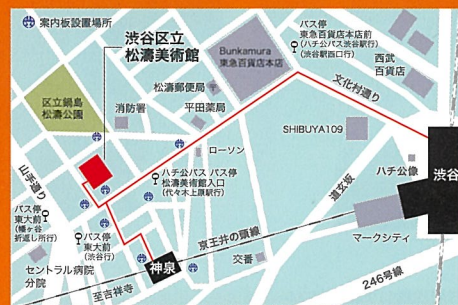 案内板設置場所
渋谷区立
松濤美術館
Bunkamura
東急百貨店本店
バス停
東急百貨店本店前
(ハチ公バス渋谷駅行)
(渋谷駅西口行)
西武
百貨店
松濤郵便局
文化村通り
区立鍋島
松濤公園
消防署
平田薬局
SHIBUYA109
ローソン
ハチ公像
渋谷
山手通り
ハチ公バス バス停
松濤美術館入口
(代々木上原駅行)
道玄坂
バス停
東大前
(幡ヶ谷
折返し所行)
バス停
東大前
(渋谷行)
マークシティ
京王井の頭線
セントラル病院
分院
神泉
交番
至吉祥寺
246号線